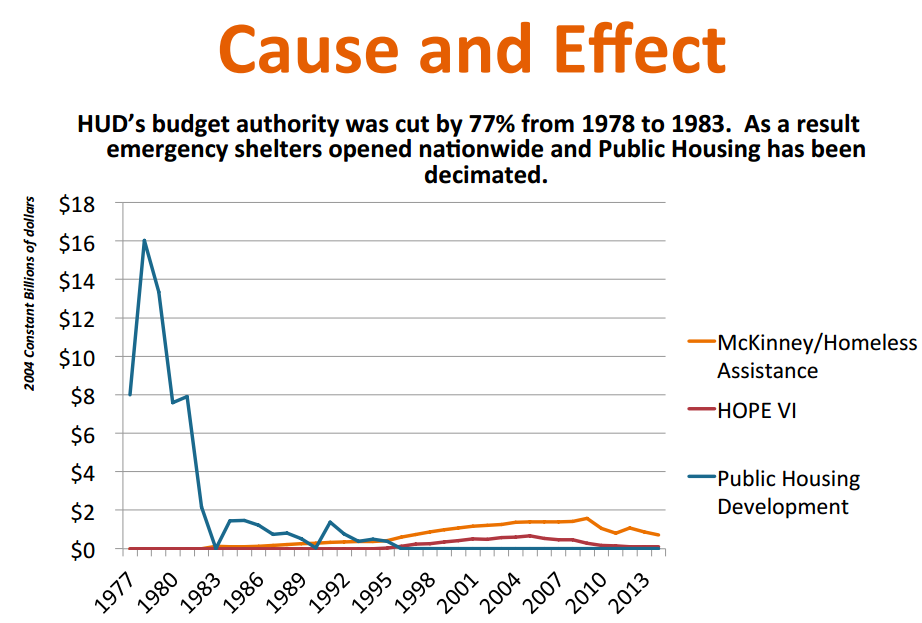 Cause and Effect
HUD’s budget authority was cut by 77% from 1978 to 1983.  As a result
emergency shelters opened nationwide and Public Housing has been
decimated.
2004 Constant Billions of dollars
$18
$16
$14
$12
$10
$8
$6
$4
$2
$0
1977
1980
1983
1986
1989
1992
1995
1998
2001
2004
2007
2010
2013
McKinney/Homeless
Assistance
HOPE VI
Public Housing
Development